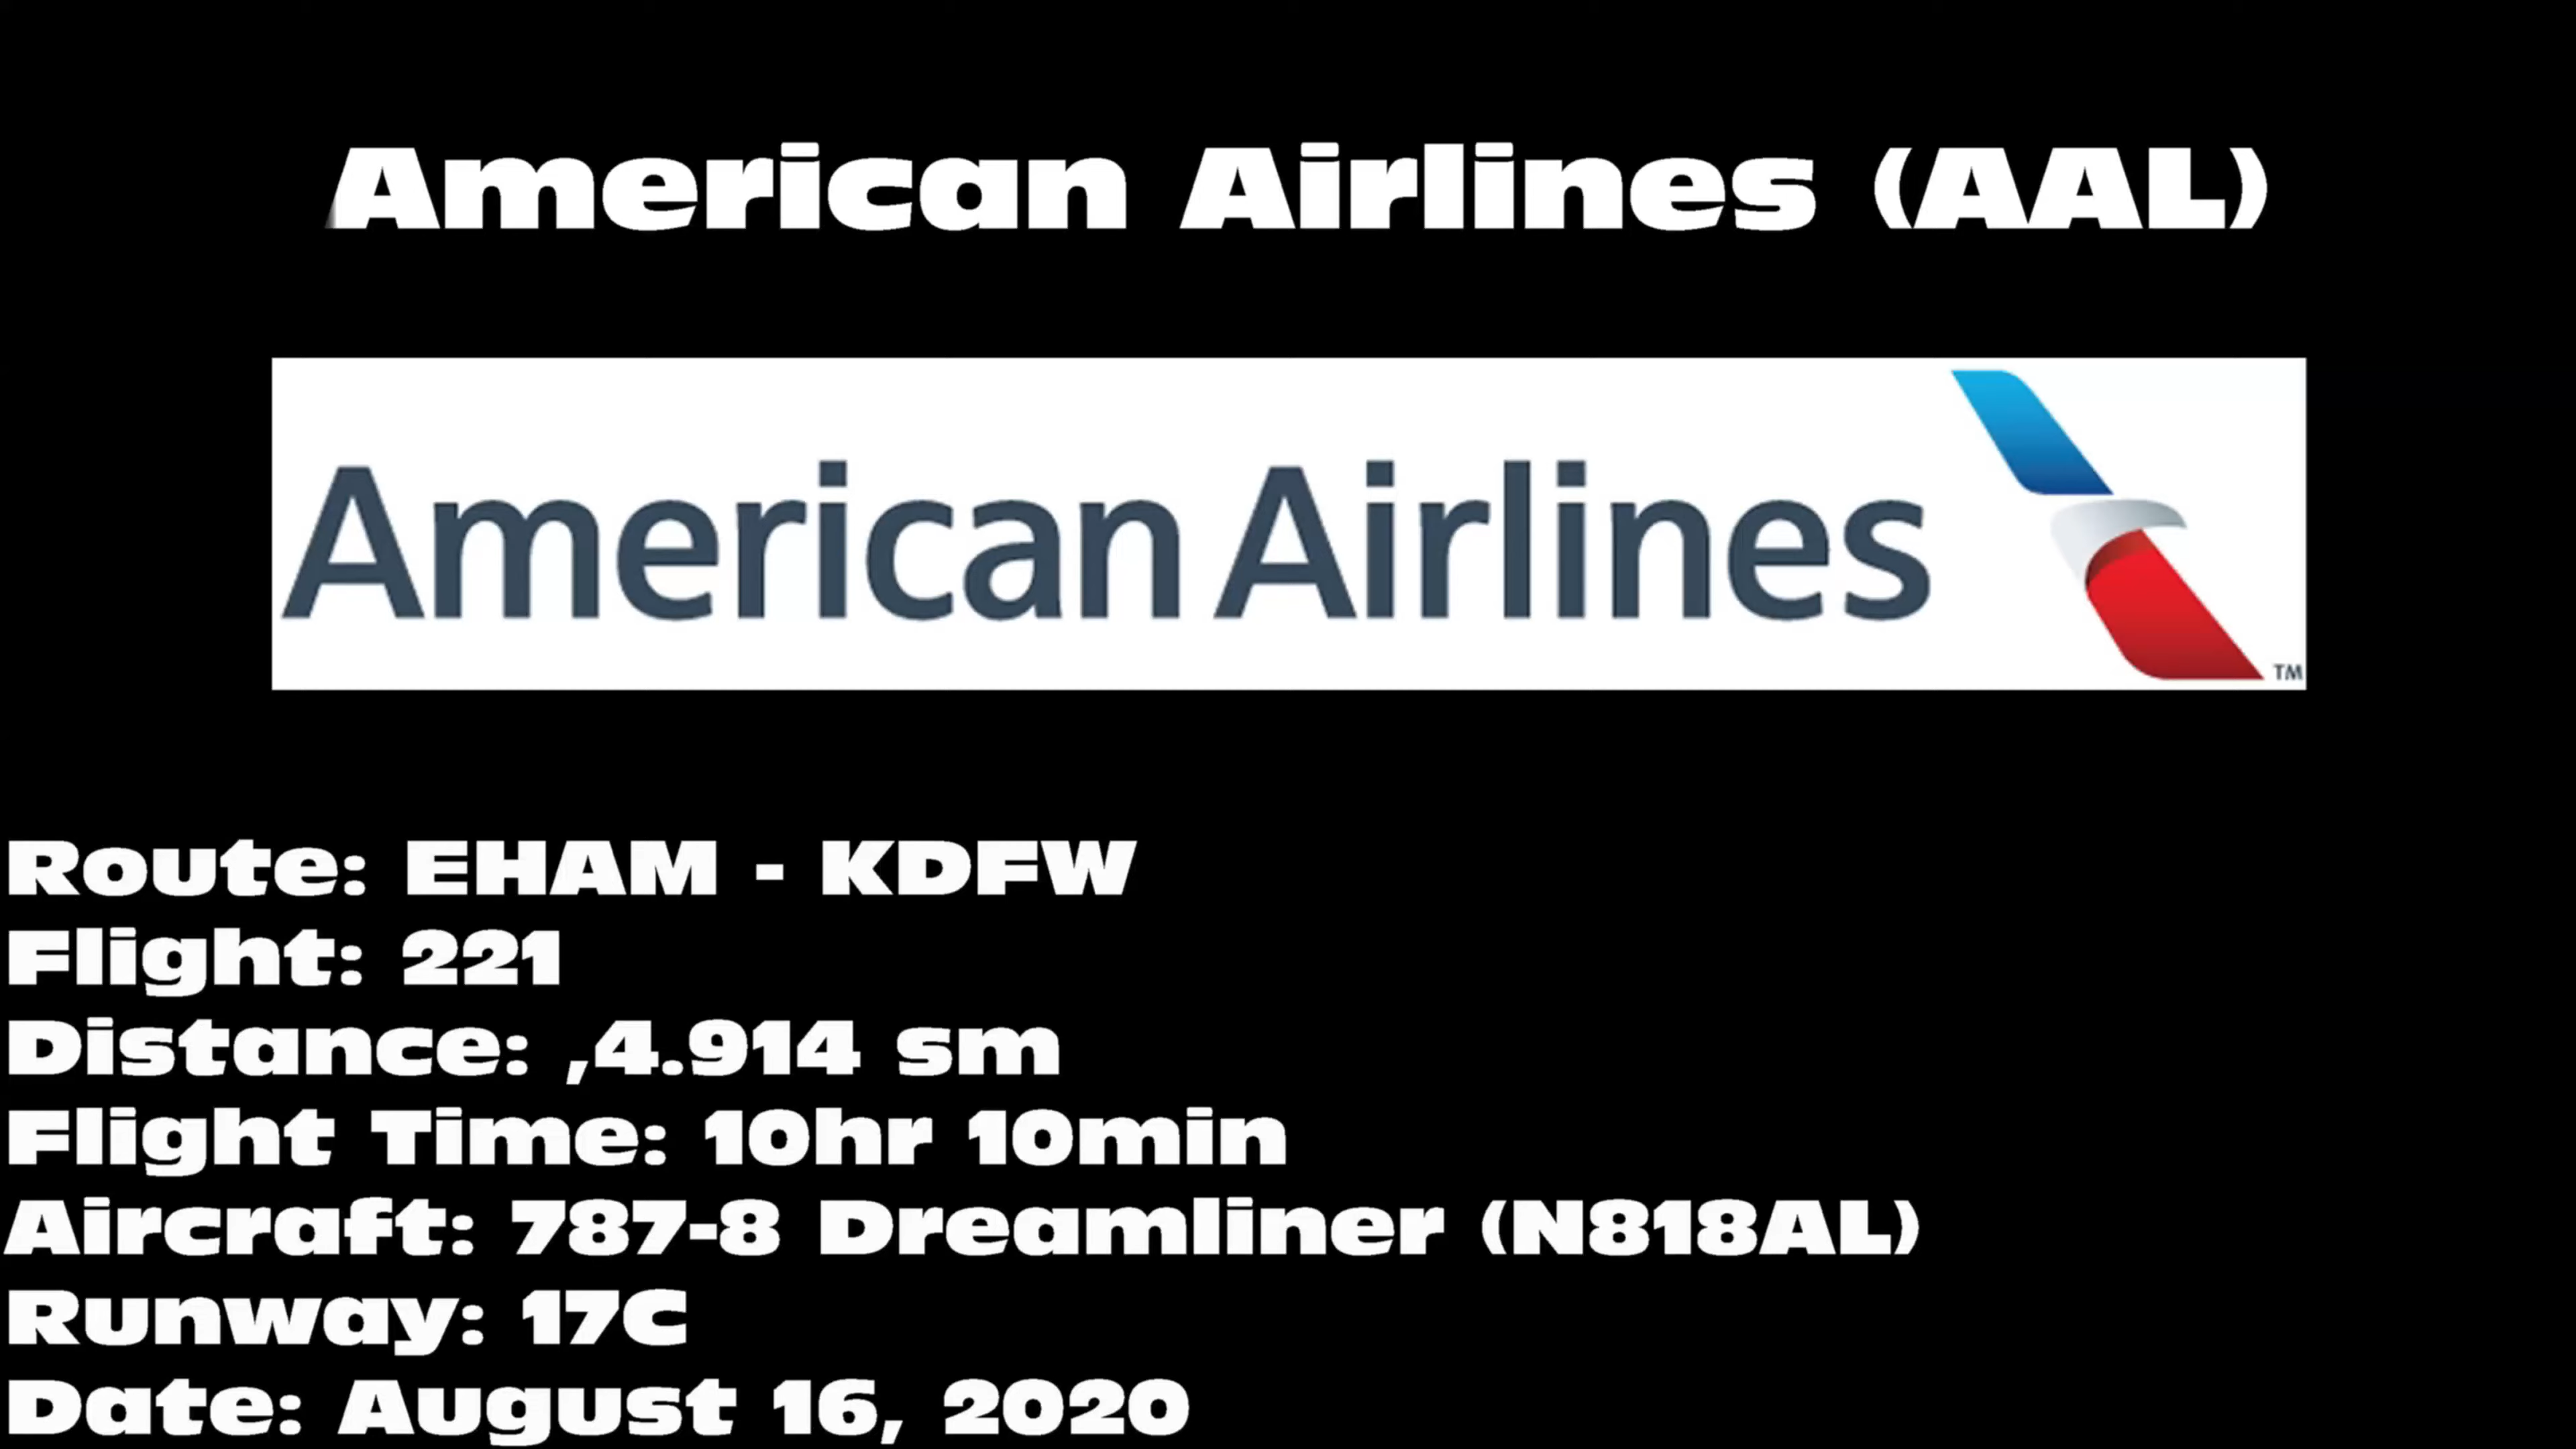 American Airlines (AAL)
American Airlines
TM
Route: EHAM - KDFW
Flight: 221
Distance: ,4.914 sm
Flight Time: 10hr 10min
Aircraft: 787-8 Dreamliner (N818AL)
Runway: 17C
Date: August 16, 2020